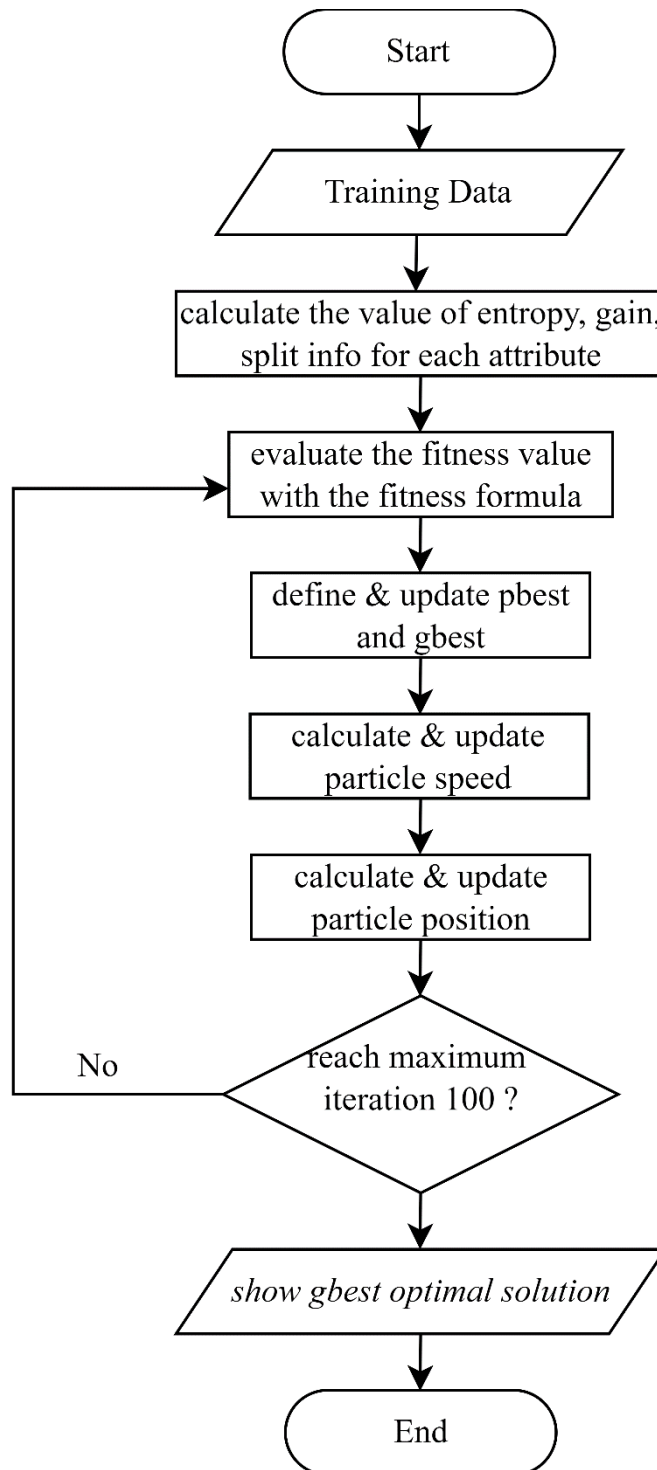 Start
Training Data
calculate the value of entropy, gain,
split info for each attribute
evaluate the fitness value
with the fitness formula
define & update pbest
and gbest
calculate & update
particle speed
calculate & update
particle position
reach maximum
iteration 100 ?
No
show gbest optimal solution
End